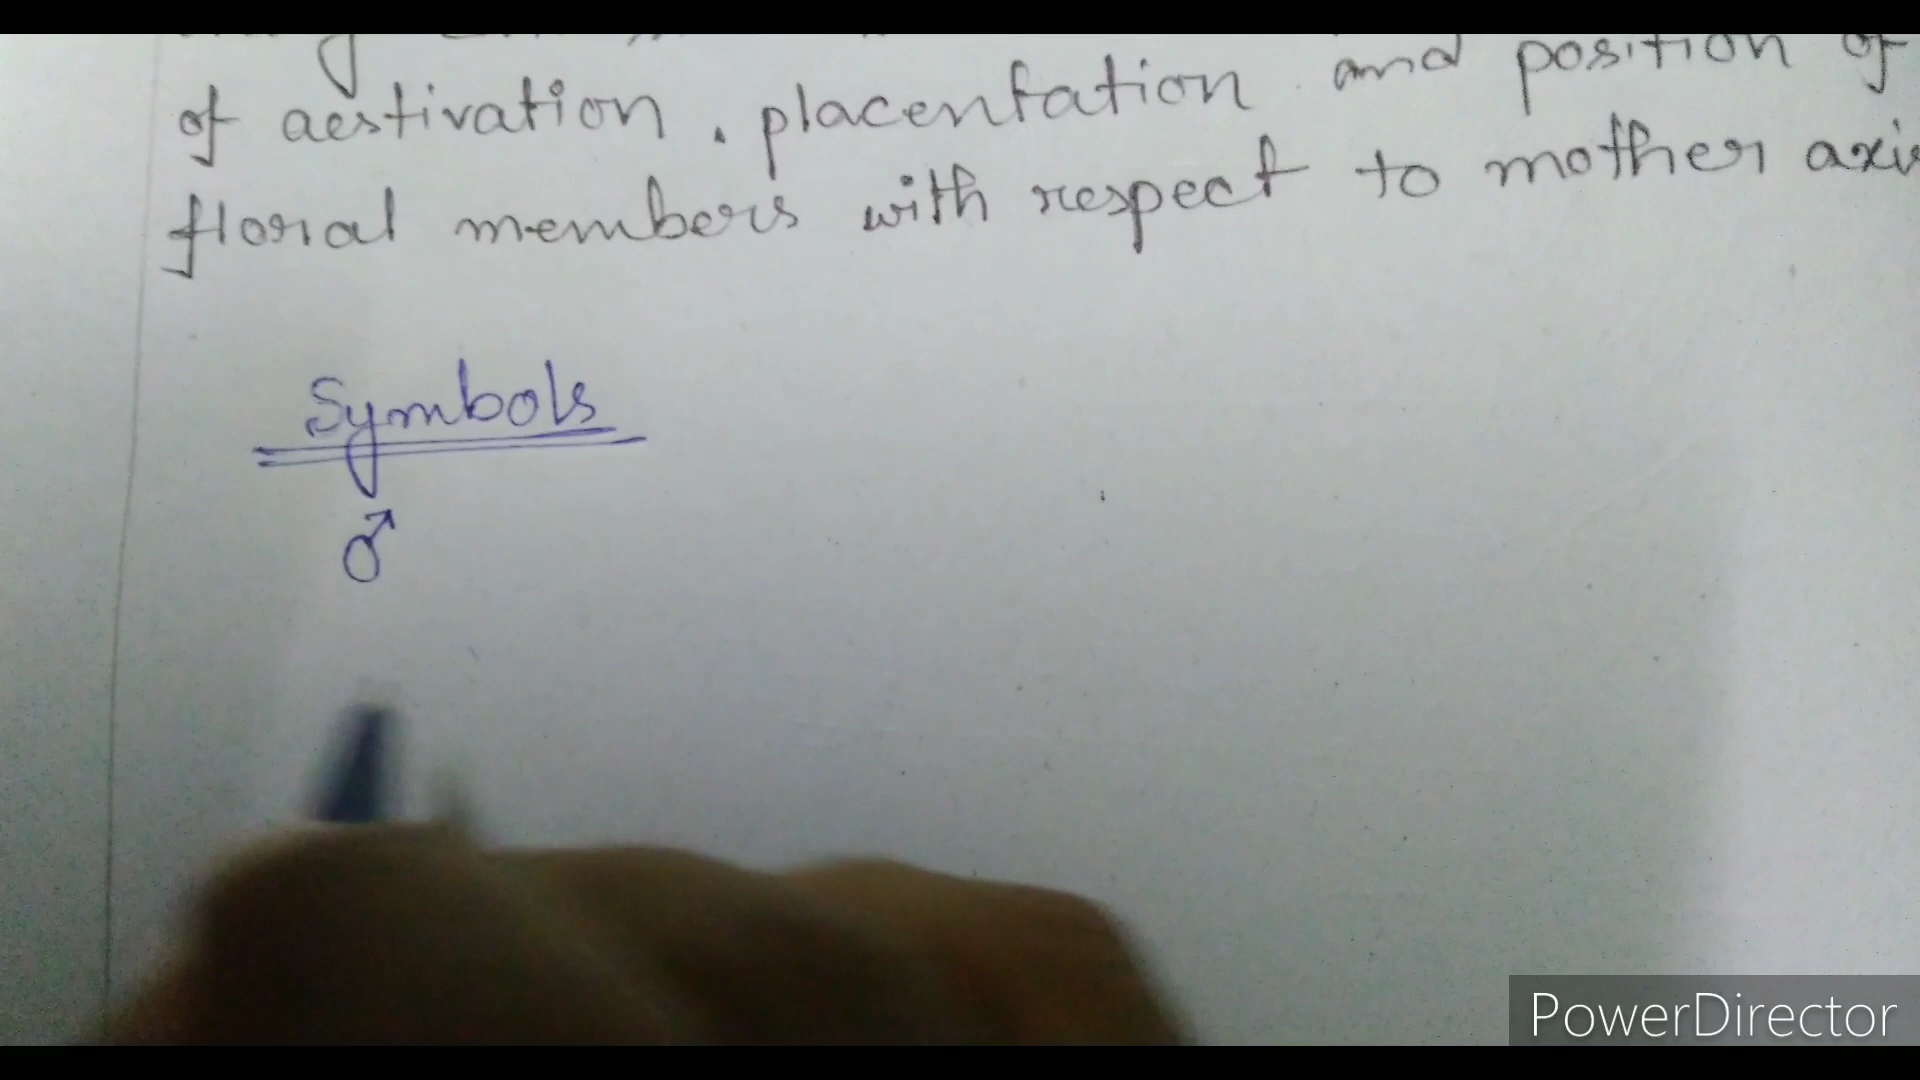 of aestivation, placentation and position of
floral members with respect to mother axis
Symbols
♂
PowerDirector